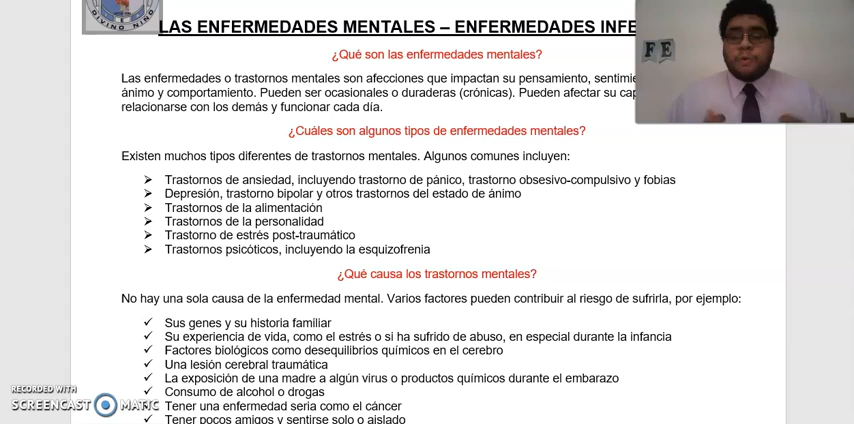 DIVINO NIÑO
LAS ENFERMEDADES MENTALES – ENFERMEDADES INFE
F E
¿Qué son las enfermedades mentales?
Las enfermedades o trastornos mentales son afecciones que impactan su pensamiento, sentimie
ánimo y comportamiento. Pueden ser ocasionales o duraderas (crónicas). Pueden afectar su cap
relacionarse con los demás y funcionar cada día.
¿Cuáles son algunos tipos de enfermedades mentales?
Existen muchos tipos diferentes de trastornos mentales. Algunos comunes incluyen:
Trastornos de ansiedad, incluyendo trastorno de pánico, trastorno obsesivo-compulsivo y fobias
Depresión, trastorno bipolar y otros trastornos del estado de ánimo
Trastornos de la alimentación
Trastornos de la personalidad
Trastorno de estrés post-traumático
Trastornos psicóticos, incluyendo la esquizofrenia
¿Qué causa los trastornos mentales?
No hay una sola causa de la enfermedad mental. Varios factores pueden contribuir al riesgo de sufrirla, por ejemplo:
Sus genes y su historia familiar
Su experiencia de vida, como el estrés o si ha sufrido de abuso, en especial durante la infancia
Factores biológicos como desequilibrios químicos en el cerebro
Una lesión cerebral traumática
La exposición de una madre a algún virus o productos químicos durante el embarazo
Consumo de alcohol o drogas
Tener una enfermedad seria como el cáncer
Tener pocos amigos y sentirse solo o aislado
RECORDED WITH
SCREENCAST MATIC